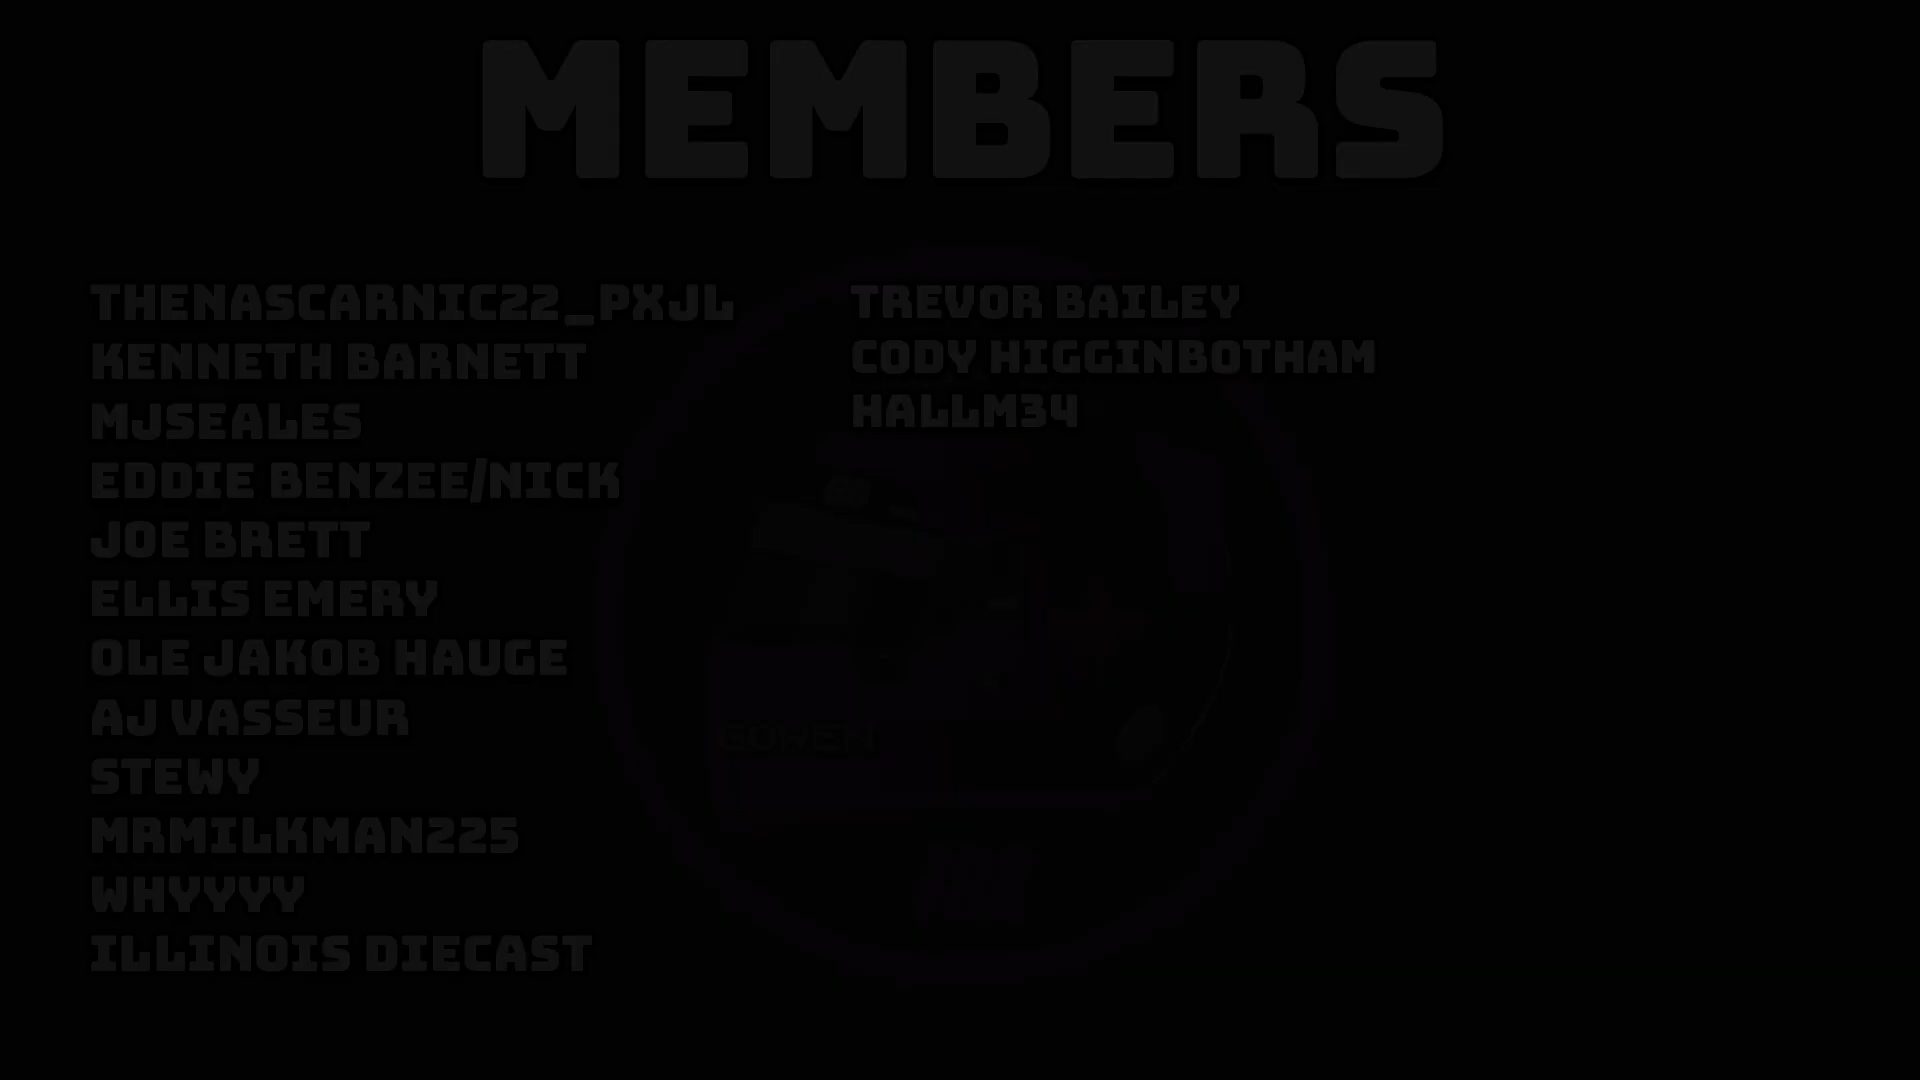 MEMBERS
THENASCARNIC22_PXJL
KENNETH BARNETT
MJSEALES
EDDIE BENZEE/NICK
JOE BRETT
ELLIS EMERY
OLE JAKOB HAUGE
AJ VASSEUR
STEWY
MRMILKMAN225
WHYYYY
ILLINOIS DIECAST
TREVOR BAILEY
CODY HIGGINBOTHAM
HALLM34
GOWEN